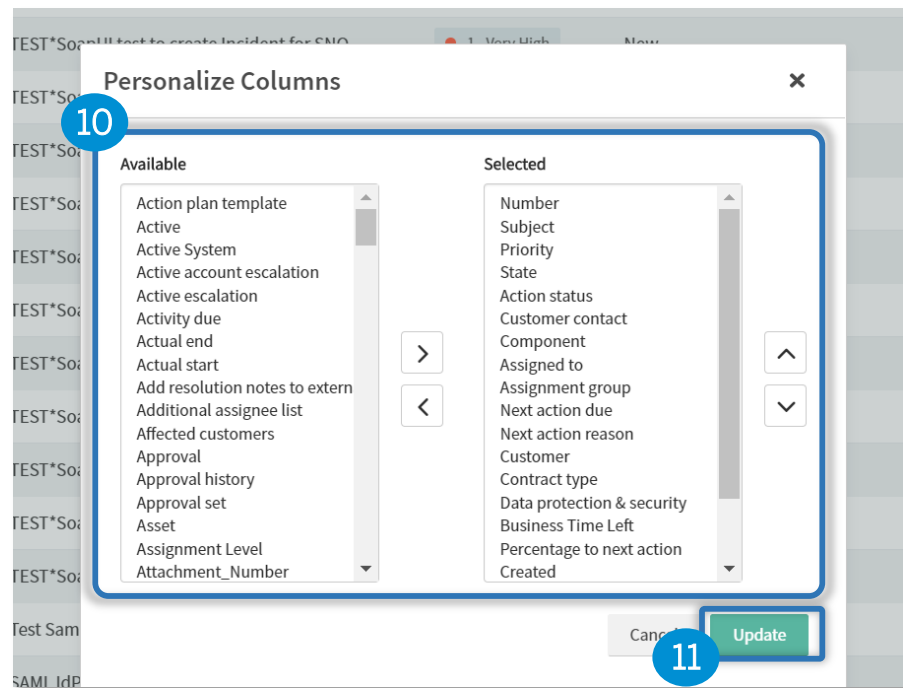 TEST*SoapUI test to create Incident for SNO
1 Very High
New
Personalize Columns
TEST*So
10
TEST*So
Available
Selected
Action plan template
Active
Active System
Active account escalation
Active escalation
Activity due
Actual end
Actual start
Add resolution notes to extern
Additional assignee list
Affected customers
Approval
Approval history
Approval set
Asset
Assignment Level
Attachment_Number
Number
Subject
Priority
State
Action status
Customer contact
Component
Assigned to
Assignment group
Next action due
Next action reason
Customer
Contract type
Data protection & security
Business Time Left
Percentage to next action
Created
TEST*Soa
TEST*Soa
TEST*Soa
TEST*Soa
TEST*Soa
TEST*Soa
TEST*Soa
TEST*Soa
Test Sam
Update
11
SAML IdP